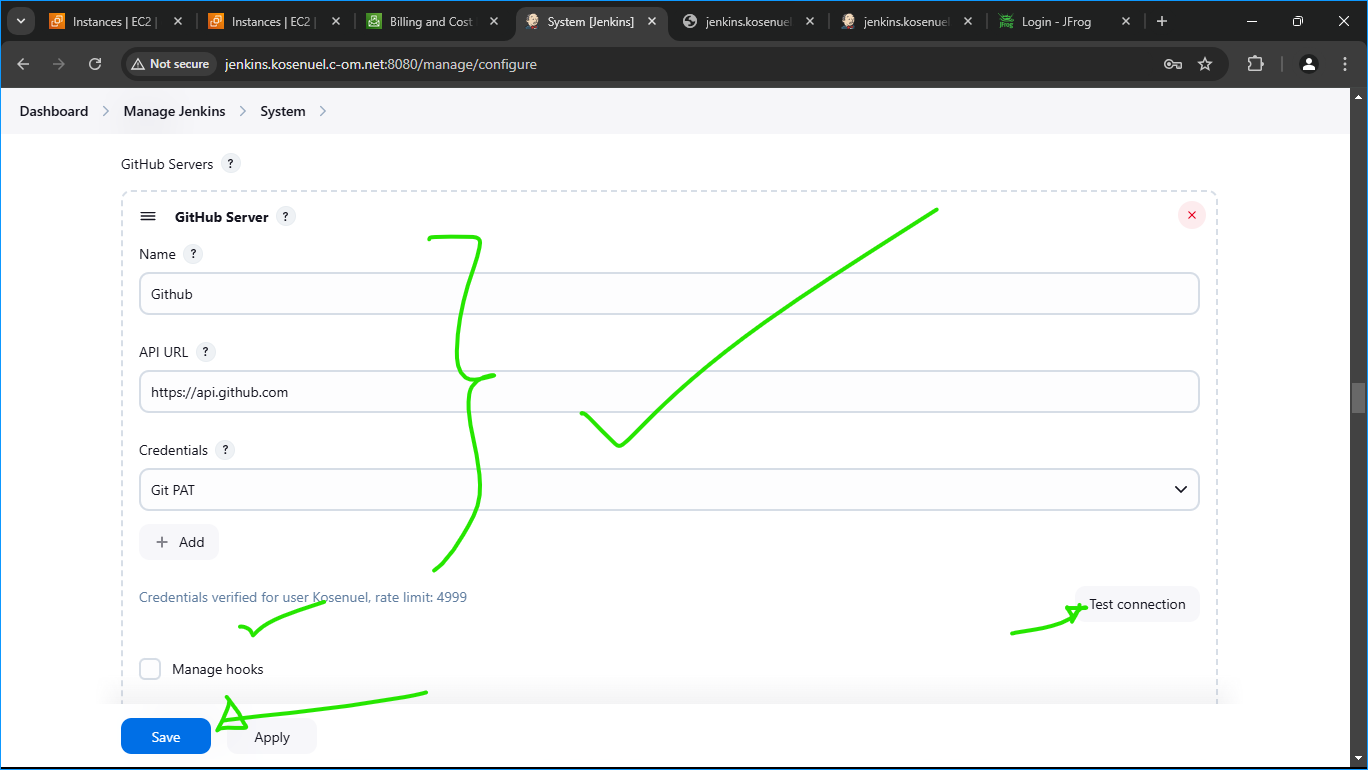 Instances | EC2 |
Instances | EC2 |
Billing and Cost
System [Jenkins]
jenkins.kosenuel
jenkins.kosenuel
Login - JFrog
Not secure
jenkins.kosenuel.c-om.net:8080/manage/configure
Dashboard > Manage Jenkins > System >
GitHub Servers ?
GitHub Server ?
Name ?
Github
API URL ?
https://api.github.com
Credentials ?
Git PAT
+ Add
Credentials verified for user Kosenuel, rate limit: 4999
Test connection
Manage hooks
Save
Apply